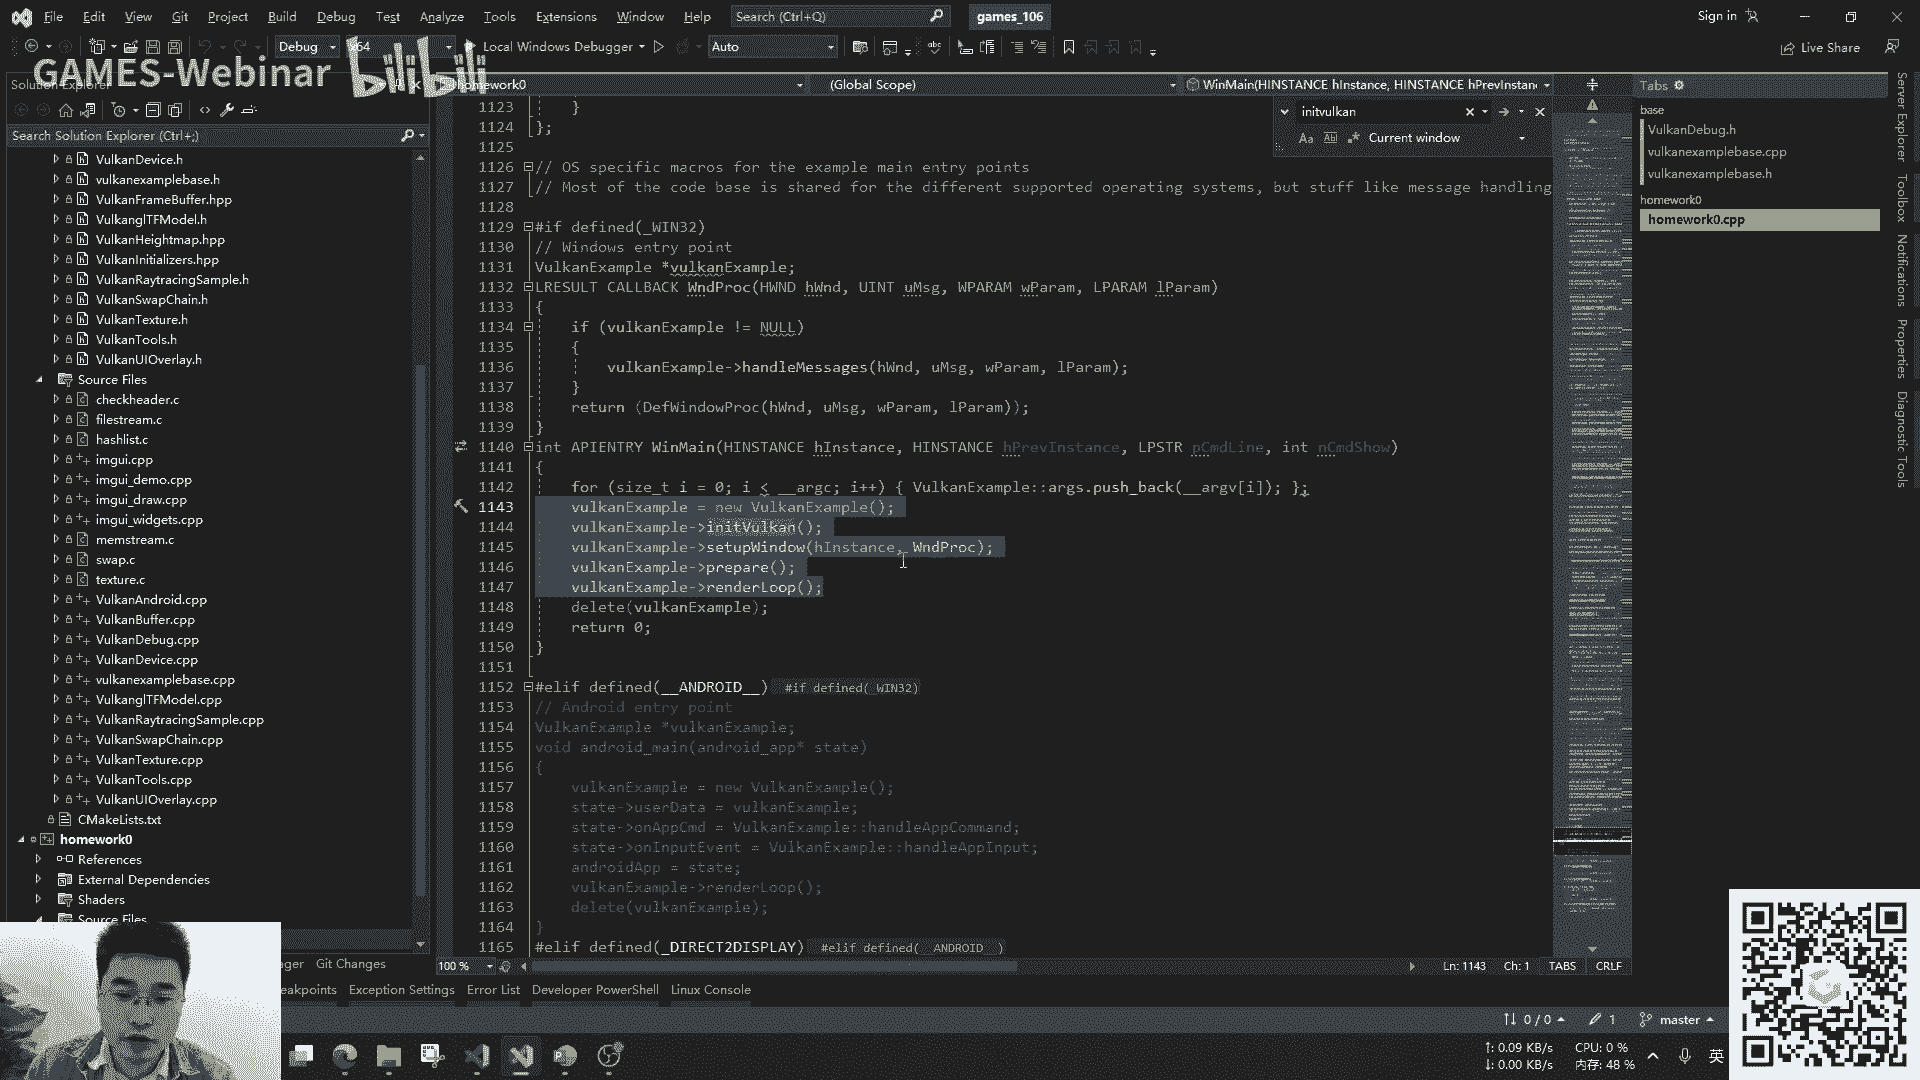 File Edit View Git Project Build Debug Test Analyze Tools Extensions Window Help Search (Ctrl+Q) games_106 Sign in
Debug x64 Local Windows Debugger Auto Live Share
GAMES-Webinar bilibili
homework0 (Global Scope) WinMain(HINSTANCE hInstance, HINSTANCE hPrevInstan
Search Solution Explorer (Ctrl+;)
VulkanDevice.h
vulkanexamplebase.h
VulkanFrameBuffer.hpp
VulkanglTFModel.h
VulkanHeightmap.hpp
VulkanInitializers.hpp
VulkanRaytracingSample.h
VulkanSwapChain.h
VulkanTexture.h
VulkanTools.h
VulkanUIOverlay.h
Source Files
checkheader.c
filestream.c
hashlist.c
imgui.cpp
imgui_demo.cpp
imgui_draw.cpp
imgui_widgets.cpp
memstream.c
swap.c
texture.c
VulkanAndroid.cpp
VulkanBuffer.cpp
VulkanDebug.cpp
VulkanDevice.cpp
vulkanexamplebase.cpp
VulkanglTFModel.cpp
VulkanRaytracingSample.cpp
VulkanSwapChain.cpp
VulkanTexture.cpp
VulkanTools.cpp
VulkanUIOverlay.cpp
CMakeLists.txt
homework0
References
External Dependencies
Shaders
Source Files
Git Changes
initvulkan
Aa Current window
1123 }
1124 };
1125
1126 // OS specific macros for the example main entry points
1127 // Most of the code base is shared for the different supported operating systems, but stuff like message handling
1128
1129 #if defined(_WIN32)
1130 // Windows entry point
1131 VulkanExample *vulkanExample;
1132 LRESULT CALLBACK WndProc(HWND hWnd, UINT uMsg, WPARAM wParam, LPARAM lParam)
1133 {
1134 if (vulkanExample != NULL)
1135 {
1136 vulkanExample->handleMessages(hWnd, uMsg, wParam, lParam);
1137 }
1138 return (DefWindowProc(hWnd, uMsg, wParam, lParam));
1139 }
1140 int APIENTRY WinMain(HINSTANCE hInstance, HINSTANCE hPrevInstance, LPSTR pCmdLine, int nCmdShow)
1141 {
1142 for (size_t i = 0; i < __argc; i++) { VulkanExample::args.push_back(__argv[i]); };
1143 vulkanExample = new VulkanExample();
1144 vulkanExample->initVulkan();
1145 vulkanExample->setupWindow(hInstance, WndProc);
1146 vulkanExample->prepare();
1147 vulkanExample->renderLoop();
1148 delete(vulkanExample);
1149 return 0;
1150 }
1151
1152 #elif defined(__ANDROID__) #if defined(_WIN32)
1153 // Android entry point
1154 VulkanExample *vulkanExample;
1155 void android_main(android_app* state)
1156 {
1157 vulkanExample = new VulkanExample();
1158 state->userData = vulkanExample;
1159 state->onAppCmd = VulkanExample::handleAppCommand;
1160 state->onInputEvent = VulkanExample::handleAppInput;
1161 androidApp = state;
1162 vulkanExample->renderLoop();
1163 delete(vulkanExample);
1164 }
1165 #elif defined(_DIRECT2DISPLAY) #elif defined(__ANDROID__)
100 % Ln: 1143 Ch: 1 TABS CRLF
Tabs
base
VulkanDebug.h
vulkanexamplebase.cpp
vulkanexamplebase.h
homework0
homework0.cpp
Server Explorer
Toolbox
Notifications
Properties
Diagnostic Tools
Exception Settings Error List Developer PowerShell Linux Console
0 / 0 1 master
↑: 0.09 KB/s CPU: 0 %
↓: 0.00 KB/s 内存: 48 %
英